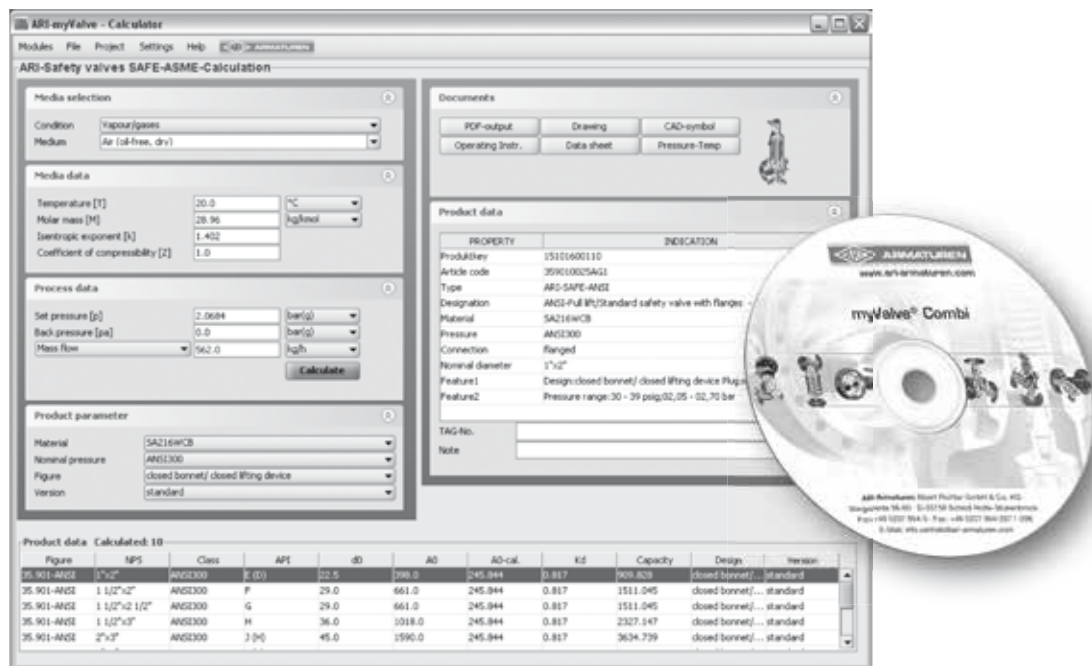 ARI-myValve - Calculator
Modules File Project Settings Help ARI ARMATUREN
ARI-Safety valves SAFE-ASME-Calculation
Media selection
Condition Vapour/gases
Medium Air (oil-free, dry)
Media data
Temperature [T] 20.0 °C
Molar mass [M] 28.96 kg/kmol
Isentropic exponent [k] 1.402
Coefficient of compressibility [Z] 1.0
Process data
Set pressure [p] 2.0684 bar(g)
Back pressure [pa] 0.0 bar(g)
Mass flow 562.0 kg/h
Calculate
Product parameter
Material SA216WCB
Nominal pressure ANSI300
Figure closed bonnet/ closed lifting device
Version standard
Documents
PDF-output Drawing CAD-symbol
Operating Instr. Data sheet Pressure-Temp
Product data
PROPERTY INDICATION
Produktkey 15101600110
Article code 359010025AG1
Type ARI-SAFE-ANSI
Designation ANSI-Full lift/Standard safety valve with flanges -
Material SA216WCB
Pressure ANSI300
Connection flanged
Nominal diameter 1"x2"
Feature1 Design:closed bonnet/ closed lifting device Plug:
Feature2 Pressure range:30 - 39 psig;02,05 - 02,70 bar
TAG-No.
Note
ARI ARMATUREN
www.ari-armaturen.com
myValve® Combi
Product data Calculated: 10
Figure NPS Class API d0 A0 A0-cal. Kd Capacity Design Version
35.901-ANSI 1"x2" ANSI300 E (D) 22.5 398.0 245.844 0.817 909.828 closed bonnet/... standard
35.901-ANSI 1 1/2"x2" ANSI300 F 29.0 661.0 245.844 0.817 1511.045 closed bonnet/... standard
35.901-ANSI 1 1/2"x2 1/2" ANSI300 G 29.0 661.0 245.844 0.817 1511.045 closed bonnet/... standard
35.901-ANSI 1 1/2"x3" ANSI300 H 36.0 1018.0 245.844 0.817 2327.147 closed bonnet/... standard
35.901-ANSI 2"x3" ANSI300 J (H) 45.0 1590.0 245.844 0.817 3634.739 closed bonnet/... standard